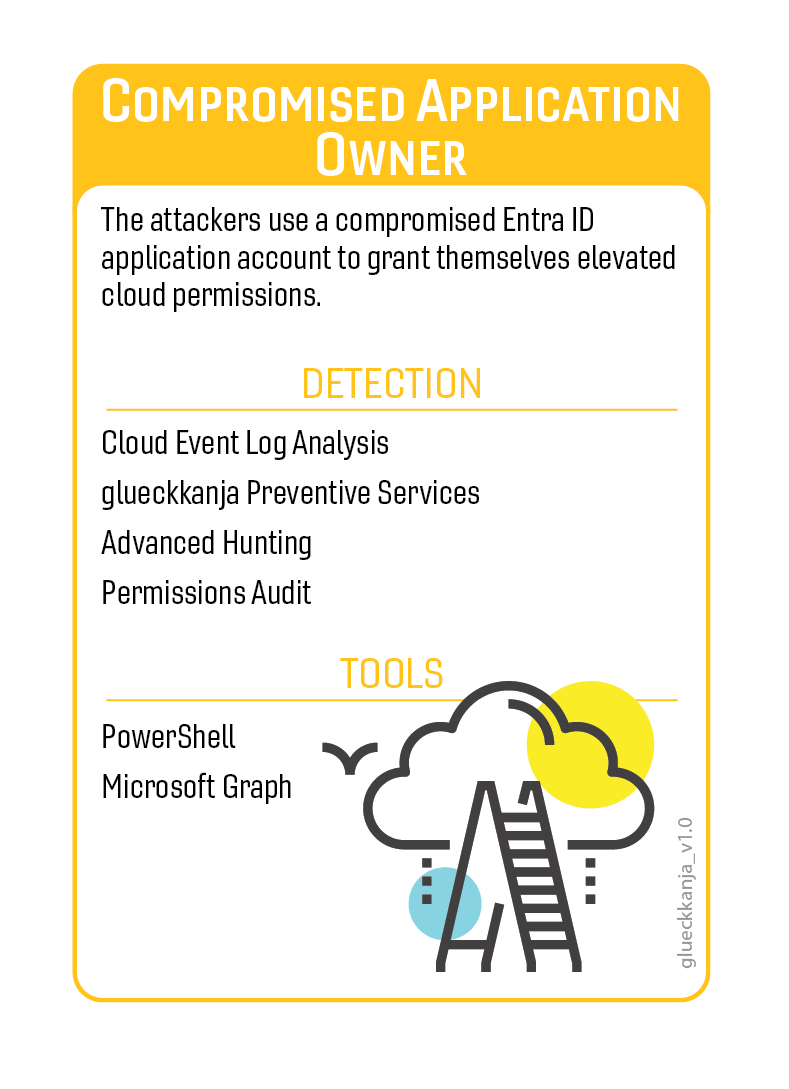 COMPROMISED APPLICATION
OWNER
The attackers use a compromised Entra ID
application account to grant themselves elevated
cloud permissions.
DETECTION
Cloud Event Log Analysis
glueckkanja Preventive Services
Advanced Hunting
Permissions Audit
TOOLS
PowerShell
Microsoft Graph
glueckkanja_v1.0